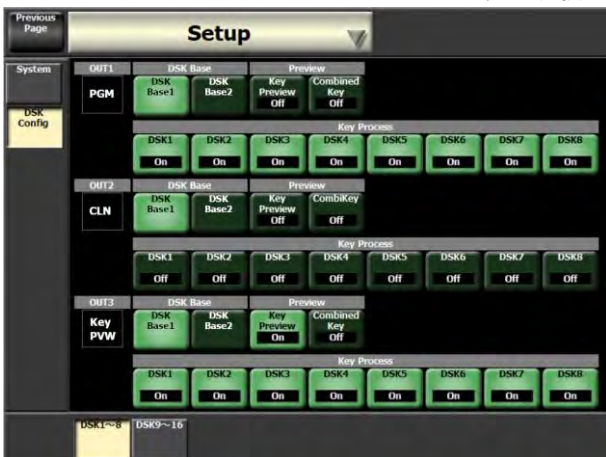 Previous
Page
Setup
System
DSK
Config
OUT1 DSK Base Preview
PGM
DSK
Base1
DSK
Base2
Key
Preview
Off
Combined
Key
Off
Key Process
DSK1 DSK2 DSK3 DSK4 DSK5 DSK6 DSK7 DSK8
On On On On On On On On
OUT2 DSK Base Preview
CLN
DSK
Base1
DSK
Base2
Key
Preview
Off
CombiKey
Off
Key Process
DSK1 DSK2 DSK3 DSK4 DSK5 DSK6 DSK7 DSK8
Off Off Off Off Off Off Off Off
OUT3 DSK Base Preview
Key
PVW
DSK
Base1
DSK
Base2
Key
Preview
On
Combined
Key
Off
Key Process
DSK1 DSK2 DSK3 DSK4 DSK5 DSK6 DSK7 DSK8
On On On On On On On On
DSK1~8 DSK9~16